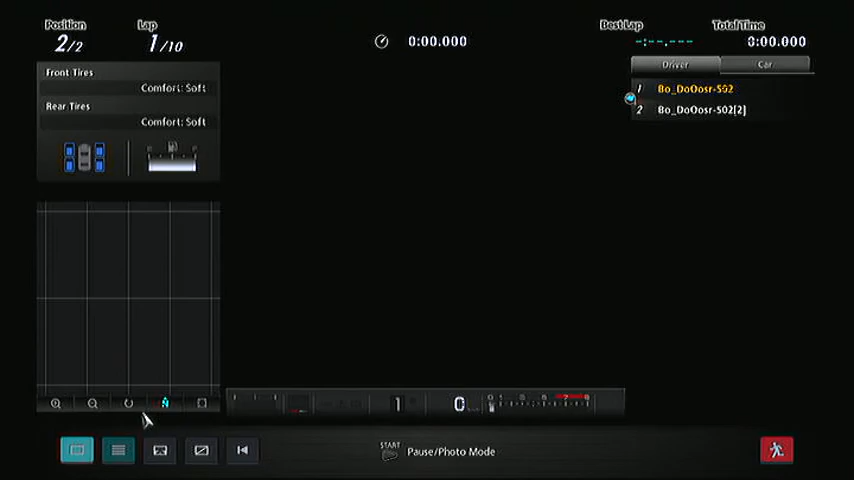 Position
2/2
Lap
1/10
0:00.000
Best Lap
-:--.---
Total Time
0:00.000
Front Tires
Comfort: Soft
Rear Tires
Comfort: Soft
Driver
Car
1 Bo_DoOosr-502
2 Bo_DoOosr-502[2]
1
0
START
Pause/Photo Mode